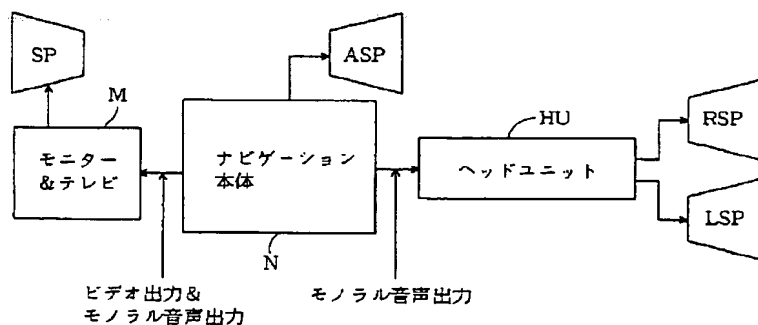 SP
ASP
M
HU
RSP
モニター
&テレビ
ナビゲーション
本体
ヘッドユニット
LSP
N
ビデオ出力&
モノラル音声出力
モノラル音声出力